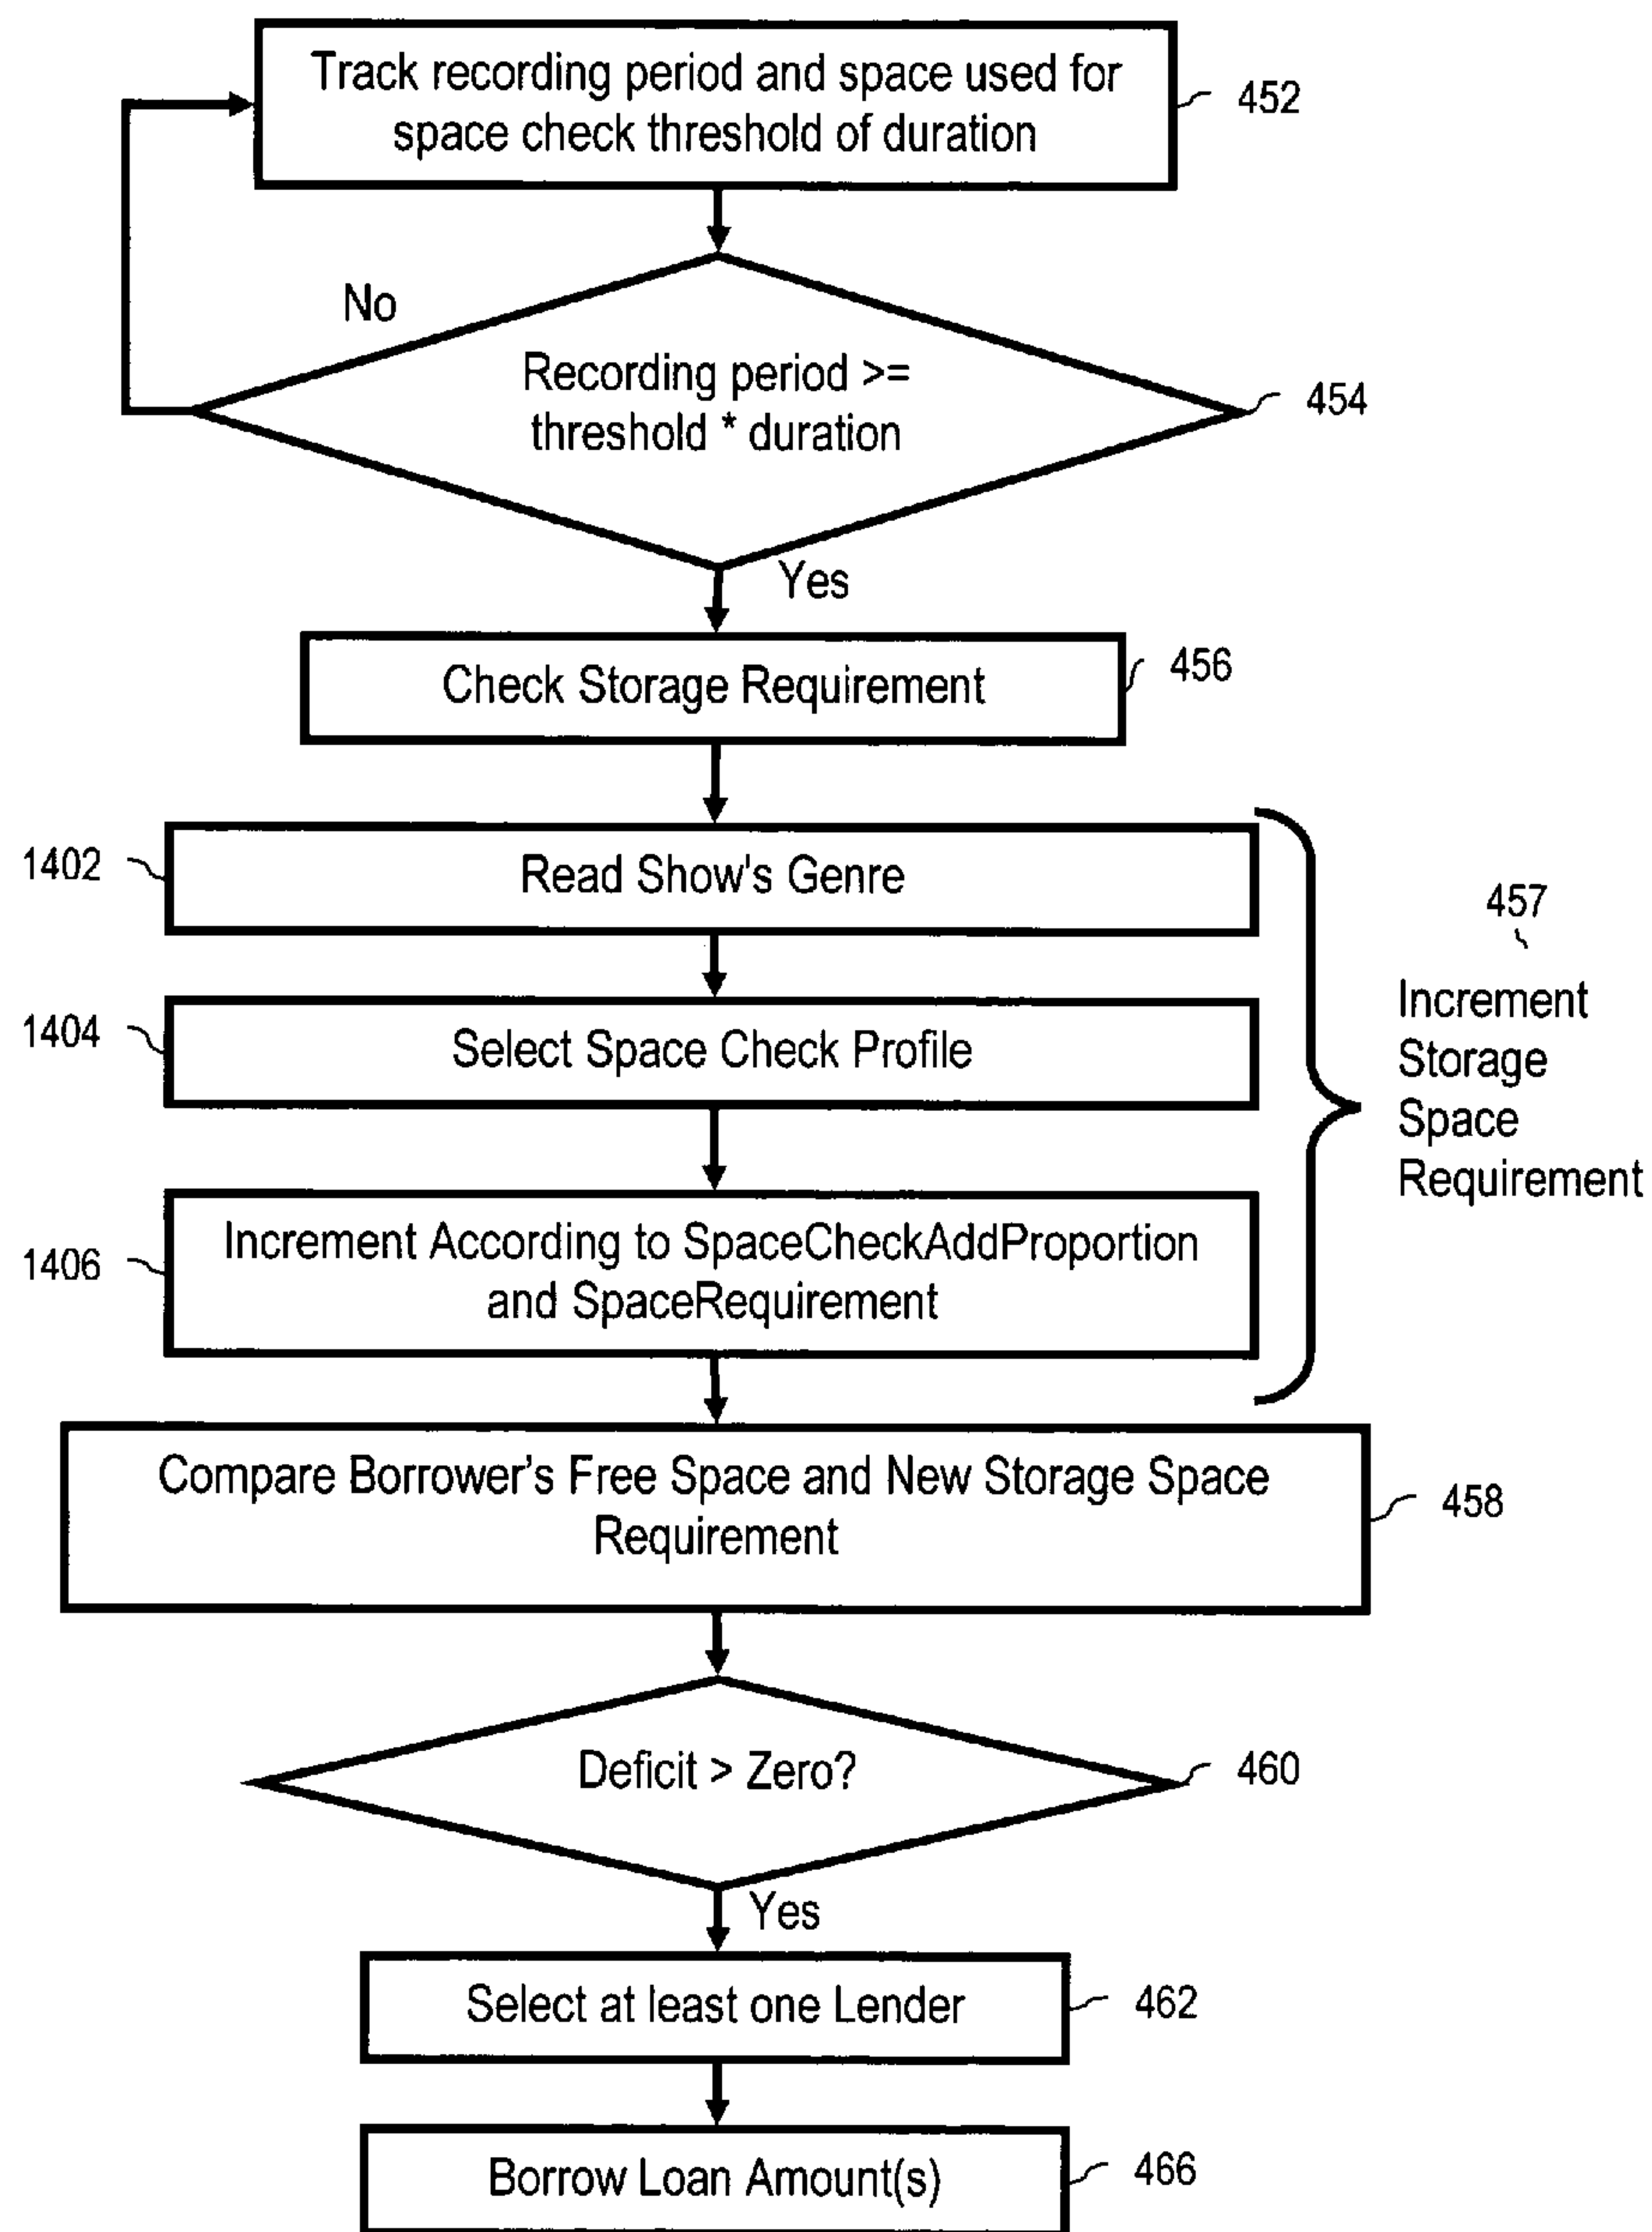 Track recording period and space used for
space check threshold of duration
452
No
Recording period >=
threshold * duration
454
Yes
Check Storage Requirement
456
1402
Read Show's Genre
457
Increment
Storage
Space
Requirement
1404
Select Space Check Profile
1406
Increment According to SpaceCheckAddProportion
and SpaceRequirement
Compare Borrower's Free Space and New Storage Space
Requirement
458
Deficit > Zero?
460
Yes
Select at least one Lender
462
Borrow Loan Amount(s)
466